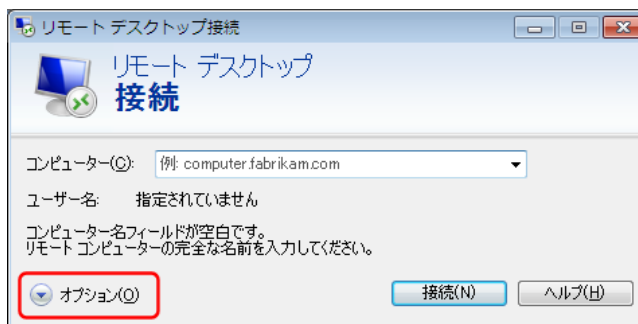 リモート デスクトップ接続
リモート デスクトップ
接続
コンピューター(C): 例: computer.fabrikam.com
ユーザー名: 指定されていません
コンピューター名フィールドが空白です。
リモート コンピューターの完全な名前を入力してください。
オプション(O) 接続(N) ヘルプ(H)